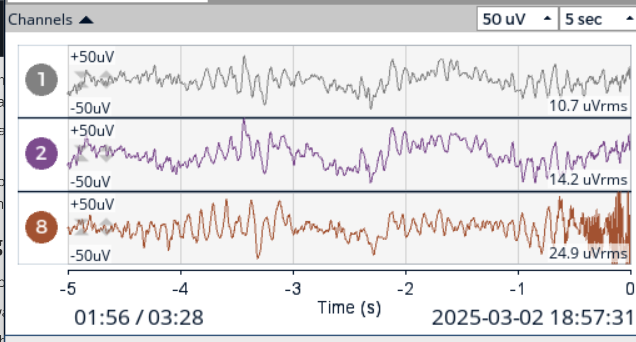 Channels
50 uV
5 sec
1
+50uV
-50uV
10.7 uVrms
2
+50uV
-50uV
14.2 uVrms
8
+50uV
-50uV
24.9 uVrms
-5 -4 -3 -2 -1 0
Time (s)
01:56 / 03:28
2025-03-02 18:57:31